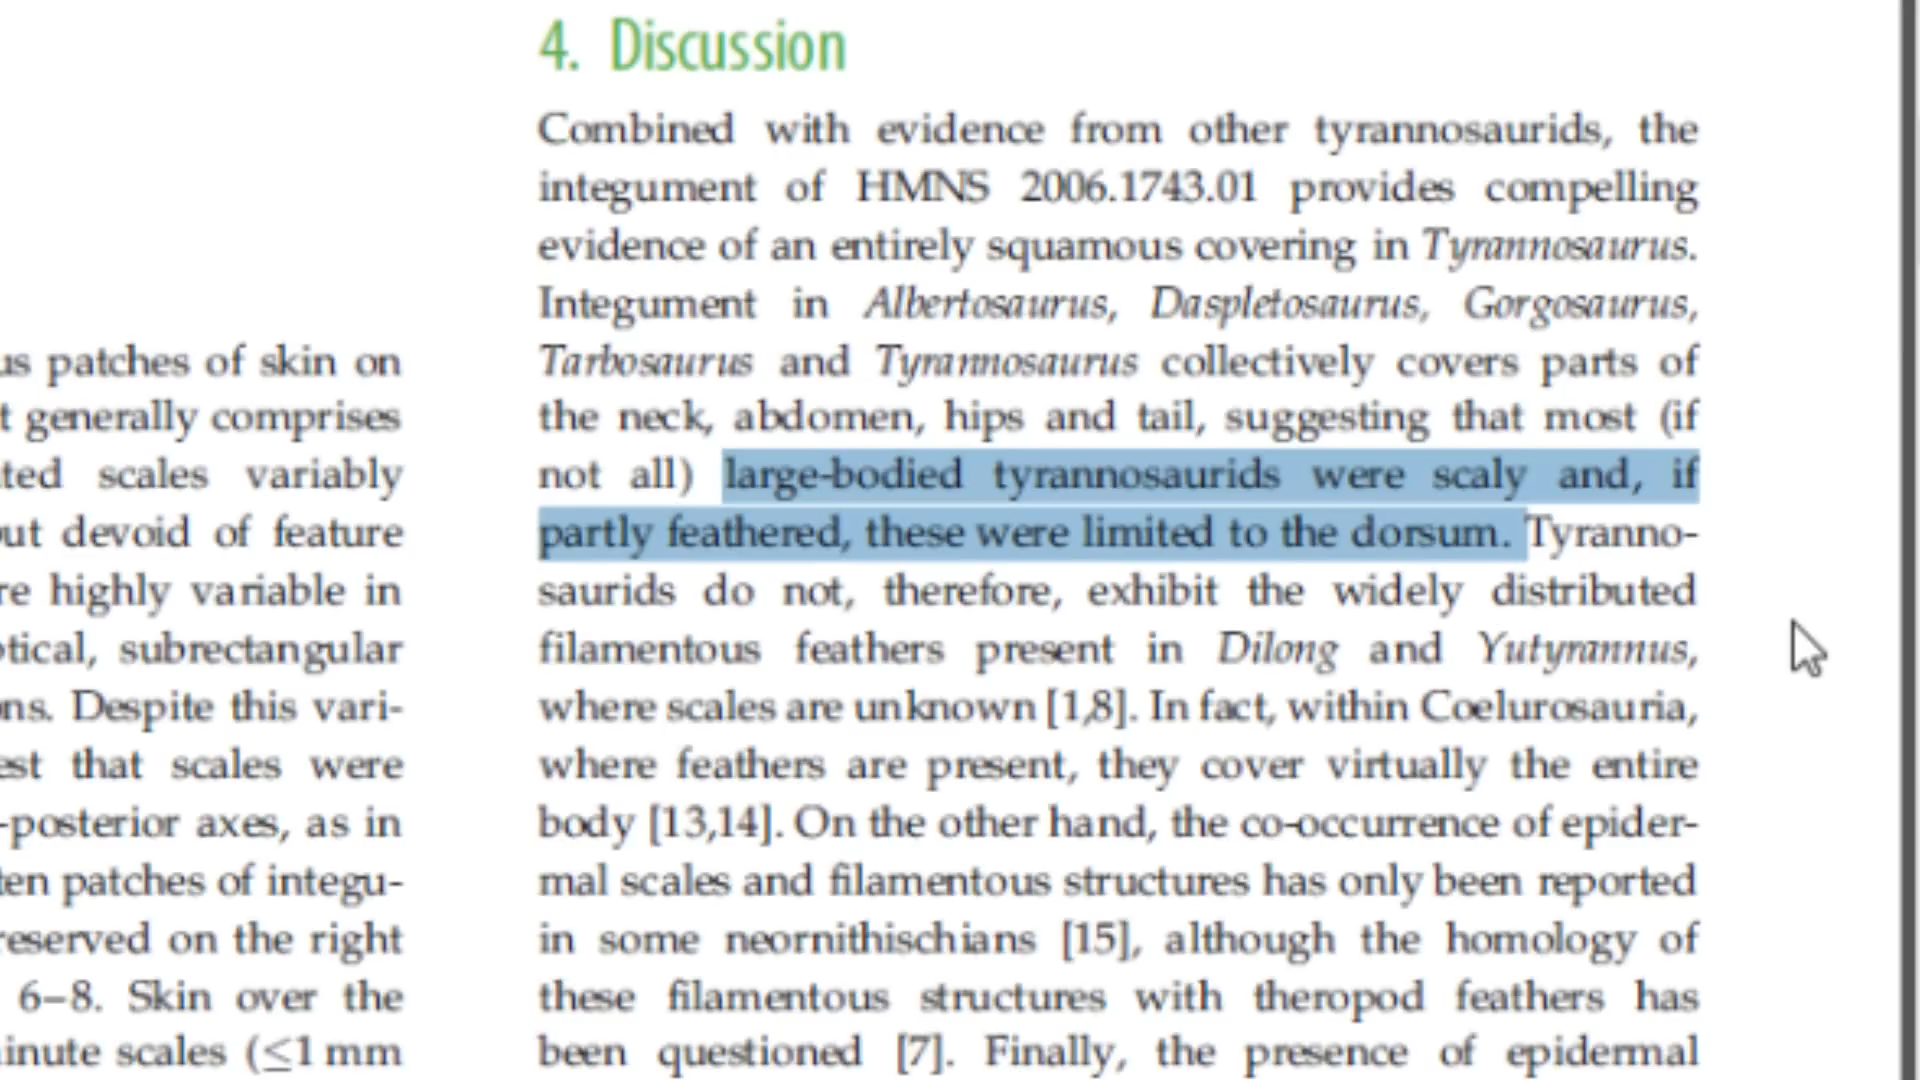 us patches of skin on
t generally comprises
ted scales variably
out devoid of feature
re highly variable in
ptical, subrectangular
ons. Despite this vari-
est that scales were
-posterior axes, as in
ten patches of integu-
reserved on the right
6–8. Skin over the
inute scales (≤1 mm
4. Discussion
Combined with evidence from other tyrannosaurids, the
integument of HMNS 2006.1743.01 provides compelling
evidence of an entirely squamous covering in Tyrannosaurus.
Integument in Albertosaurus, Daspletosaurus, Gorgosaurus,
Tarbosaurus and Tyrannosaurus collectively covers parts of
the neck, abdomen, hips and tail, suggesting that most (if
not all) large-bodied tyrannosaurids were scaly and, if
partly feathered, these were limited to the dorsum. Tyranno-
saurids do not, therefore, exhibit the widely distributed
filamentous feathers present in Dilong and Yutyrannus,
where scales are unknown [1,8]. In fact, within Coelurosauria,
where feathers are present, they cover virtually the entire
body [13,14]. On the other hand, the co-occurrence of epider-
mal scales and filamentous structures has only been reported
in some neornithischians [15], although the homology of
these filamentous structures with theropod feathers has
been questioned [7]. Finally, the presence of epidermal